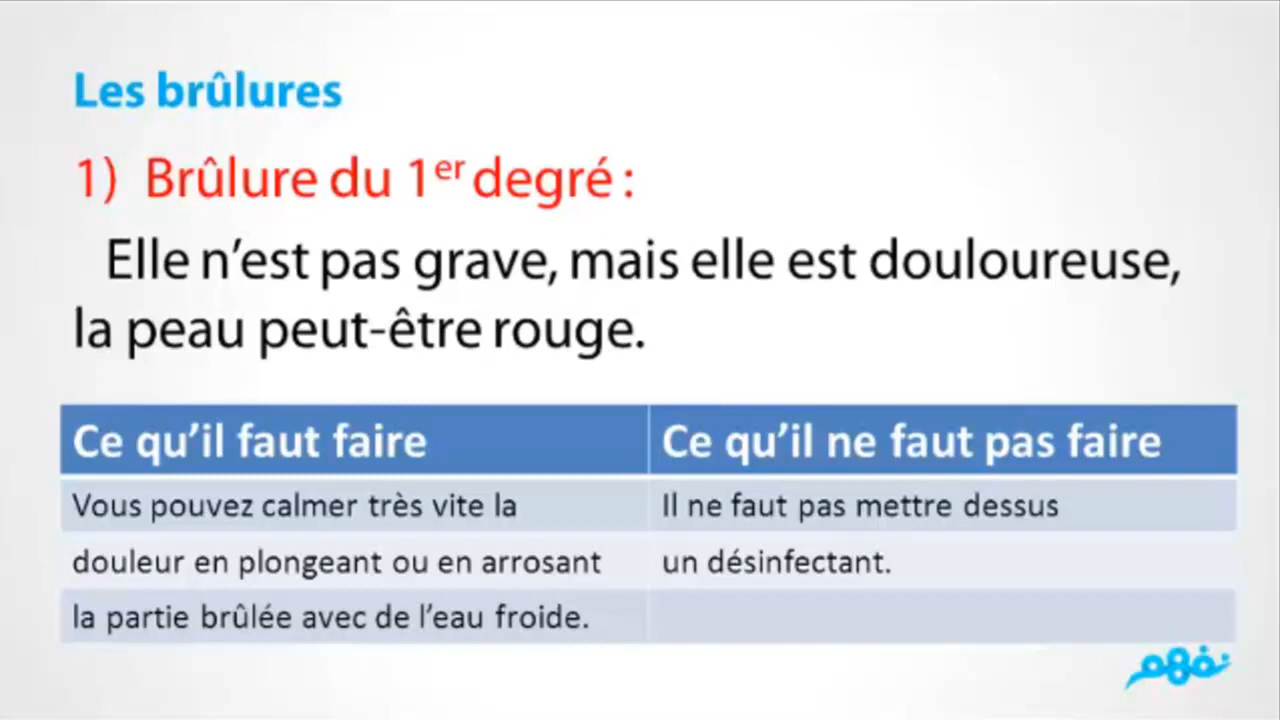 Les brûlures
1) Brûlure du 1er degré :
Elle n’est pas grave, mais elle est douloureuse,
la peau peut-être rouge.
Ce qu’il faut faire
Ce qu’il ne faut pas faire
Vous pouvez calmer très vite la
Il ne faut pas mettre dessus
douleur en plongeant ou en arrosant
un désinfectant.
la partie brûlée avec de l’eau froide.
نفهم